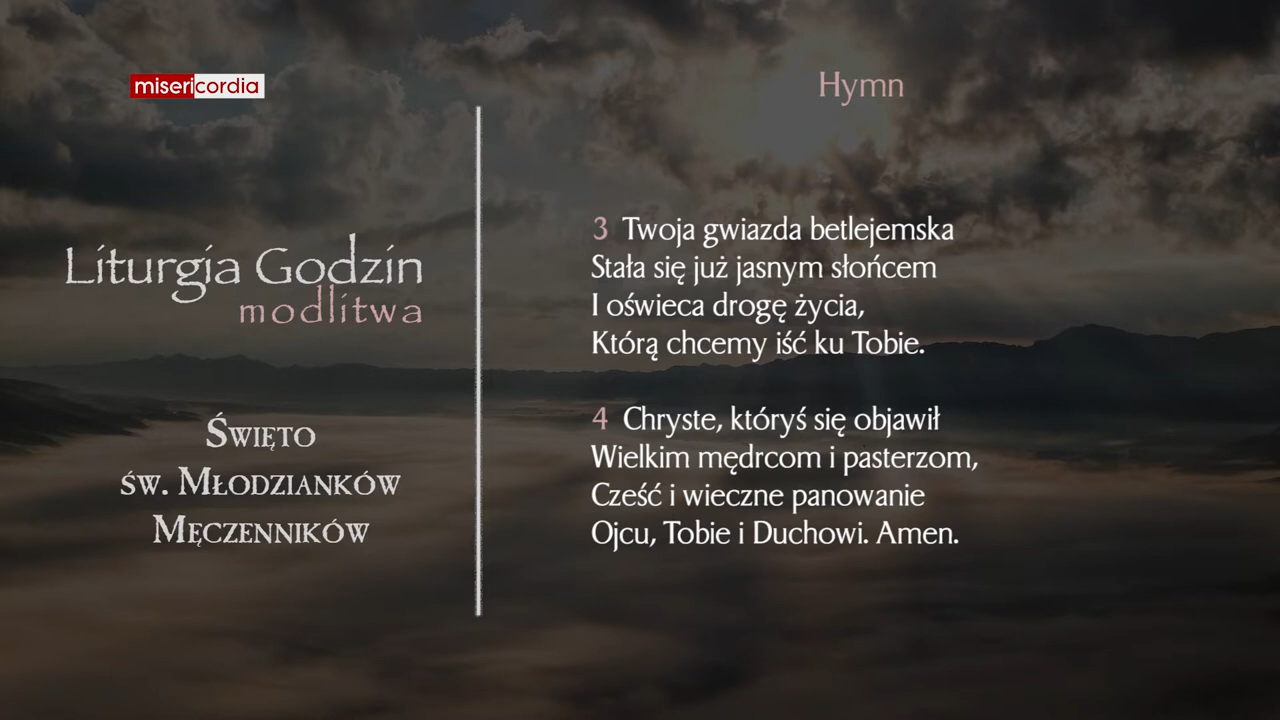 misericordia
Liturgia Godzin
modlitwa
Święto
św. Młodzianków
Męczenników
Hymn
3 Twoja gwiazda betlejemska
Stała się już jasnym słońcem
I oświeca drogę życia,
Którą chcemy iść ku Tobie.
4 Chryste, któryś się objawił
Wielkim mędrcom i pasterzom,
Cześć i wieczne panowanie
Ojcu, Tobie i Duchowi. Amen.